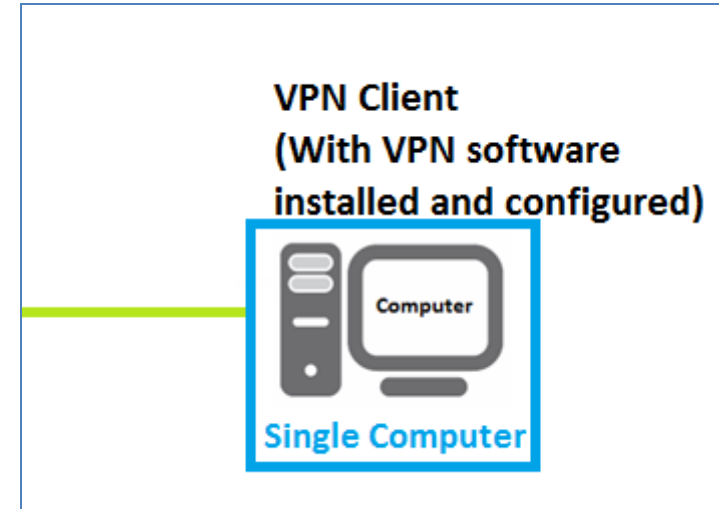 VPN Client
(With VPN software
installed and configured)
Computer
Single Computer